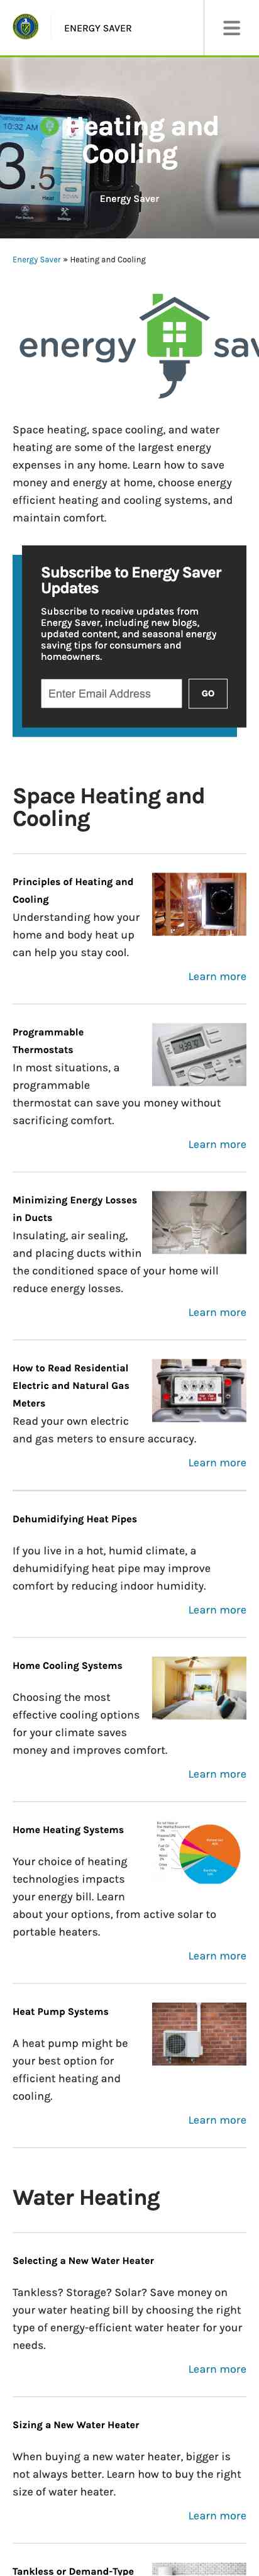 ENERGY SAVER
Heating and
Cooling
Energy Saver
Energy Saver » Heating and Cooling
energy sav
Space heating, space cooling, and water
heating are some of the largest energy
expenses in any home. Learn how to save
money and energy at home, choose energy
efficient heating and cooling systems, and
maintain comfort.
Subscribe to Energy Saver
Updates
Subscribe to receive updates from
Energy Saver, including new blogs,
updated content, and seasonal energy
saving tips for consumers and
homeowners.
Enter Email Address
GO
Space Heating and
Cooling
Principles of Heating and
Cooling
Understanding how your
home and body heat up
can help you stay cool.
Learn more
Programmable
Thermostats
In most situations, a
programmable
thermostat can save you money without
sacrificing comfort.
Learn more
Minimizing Energy Losses
in Ducts
Insulating, air sealing,
and placing ducts within
the conditioned space of your home will
reduce energy losses.
Learn more
How to Read Residential
Electric and Natural Gas
Meters
Read your own electric
and gas meters to ensure accuracy.
Learn more
Dehumidifying Heat Pipes
If you live in a hot, humid climate, a
dehumidifying heat pipe may improve
comfort by reducing indoor humidity.
Learn more
Home Cooling Systems
Choosing the most
effective cooling options
for your climate saves
money and improves comfort.
Learn more
Home Heating Systems
Your choice of heating
technologies impacts
your energy bill. Learn
about your options, from active solar to
portable heaters.
Learn more
Heat Pump Systems
A heat pump might be
your best option for
efficient heating and
cooling.
Learn more
Water Heating
Selecting a New Water Heater
Tankless? Storage? Solar? Save money on
your water heating bill by choosing the right
type of energy-efficient water heater for your
needs.
Learn more
Sizing a New Water Heater
When buying a new water heater, bigger is
not always better. Learn how to buy the right
size of water heater.
Learn more
Tankless or Demand-Type